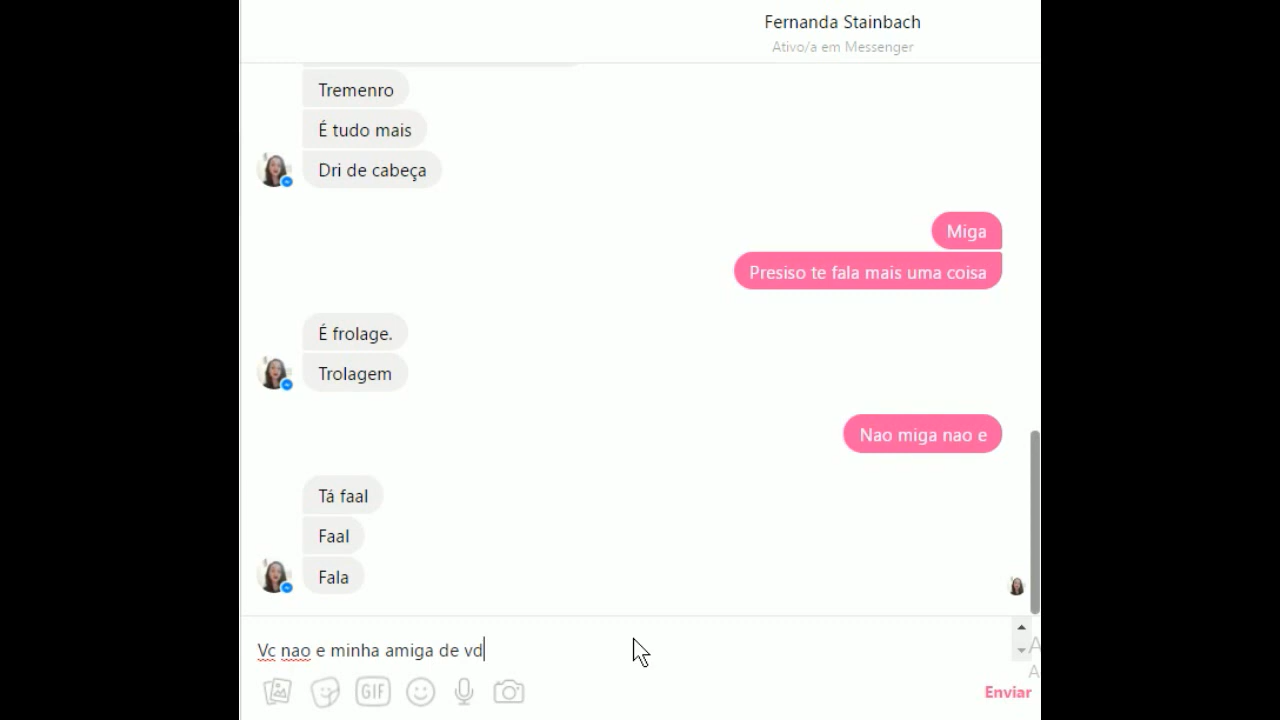 Fernanda Stainbach
Ativo/a em Messenger
Tremenro
É tudo mais
Dri de cabeça
Miga
Presiso te fala mais uma coisa
É frolage.
Trolagem
Nao miga nao e
Tá faal
Faal
Fala
Vc nao e minha amiga de vd
A
A
GIF
Enviar